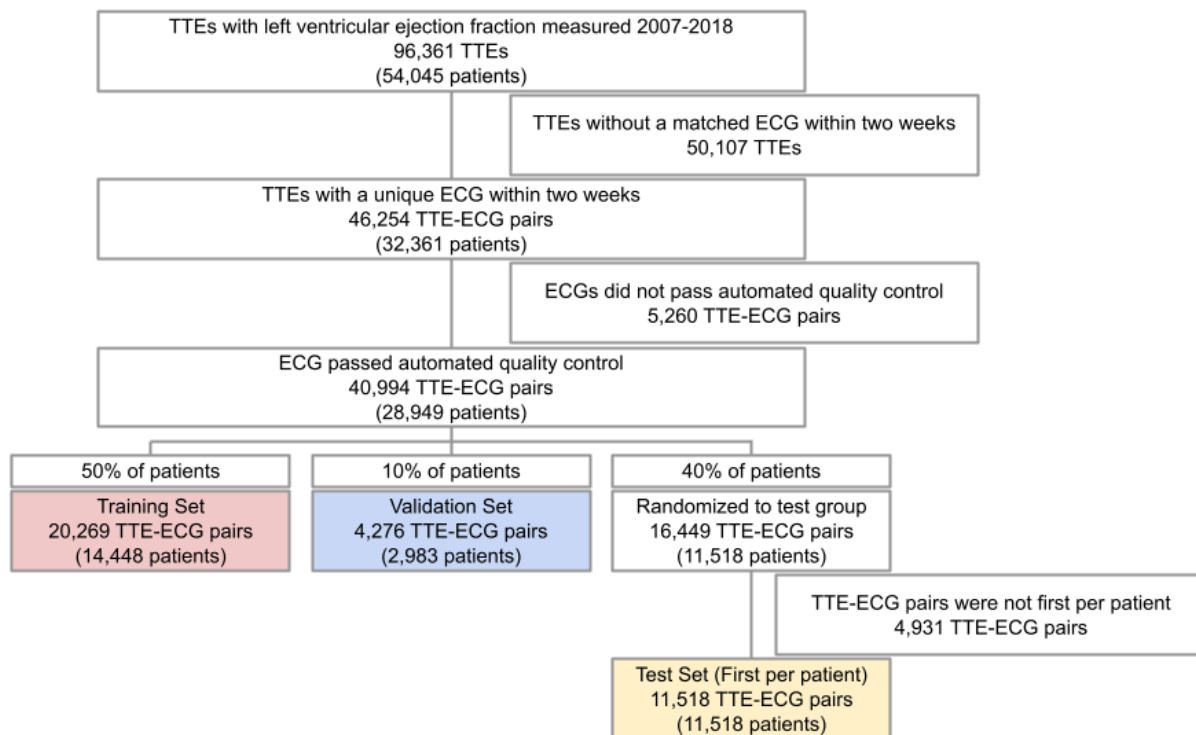 TTEs with left ventricular ejection fraction measured 2007-2018
96,361 TTEs
(54,045 patients)
TTEs without a matched ECG within two weeks
50,107 TTEs
TTEs with a unique ECG within two weeks
46,254 TTE-ECG pairs
(32,361 patients)
ECGs did not pass automated quality control
5,260 TTE-ECG pairs
ECG passed automated quality control
40,994 TTE-ECG pairs
(28,949 patients)
50% of patients
Training Set
20,269 TTE-ECG pairs
(14,448 patients)
10% of patients
Validation Set
4,276 TTE-ECG pairs
(2,983 patients)
40% of patients
Randomized to test group
16,449 TTE-ECG pairs
(11,518 patients)
TTE-ECG pairs were not first per patient
4,931 TTE-ECG pairs
Test Set (First per patient)
11,518 TTE-ECG pairs
(11,518 patients)